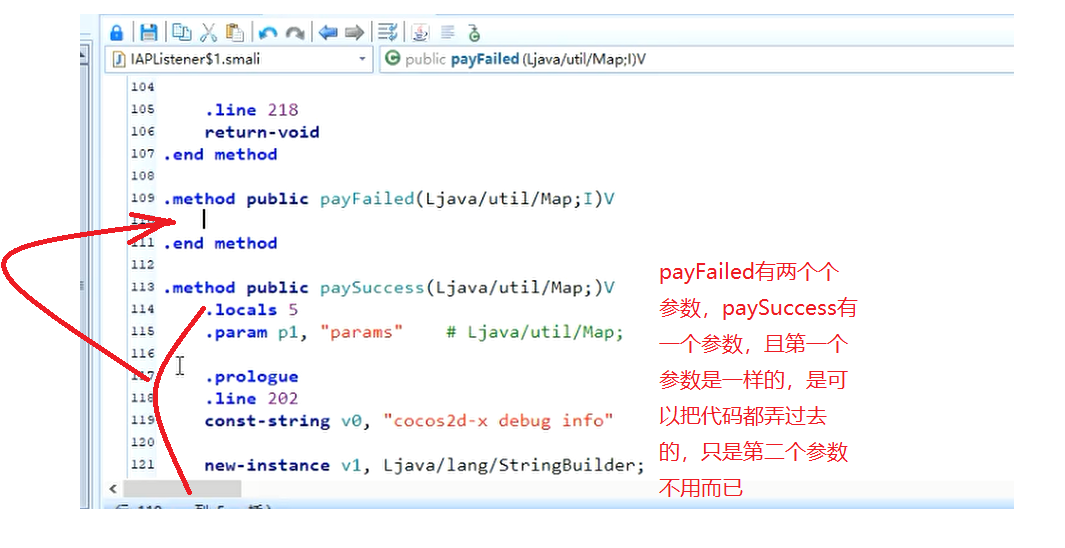 IAPListener$1.smali
public payFailed (Ljava/util/Map;I)V
104
105 .line 218
106 return-void
107 .end method
108
109 .method public payFailed(Ljava/util/Map;I)V
110
111 .end method
112
113 .method public paySuccess(Ljava/util/Map;)V
114 .locals 5
115 .param p1, "params" # Ljava/util/Map;
116
117 .prologue
118 .line 202
119 const-string v0, "cocos2d-x debug info"
120
121 new-instance v1, Ljava/lang/StringBuilder;
payFailed有两个个
参数，paySuccess有
一个参数，且第一个
参数是一样的，是可
以把代码都弄过去
的，只是第二个参数
不用而已